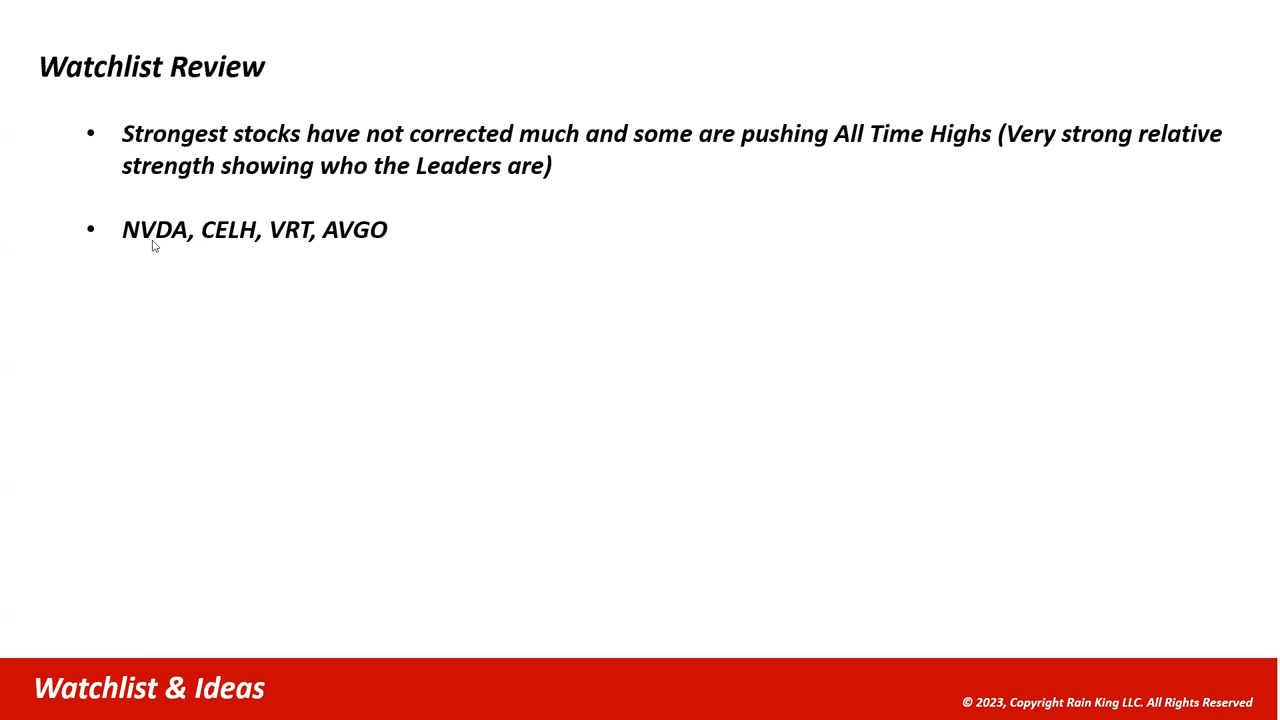 Watchlist Review
• Strongest stocks have not corrected much and some are pushing All Time Highs (Very strong relative
strength showing who the Leaders are)
• NVDA, CELH, VRT, AVGO
Watchlist & Ideas
© 2023, Copyright Rain King LLC. All Rights Reserved